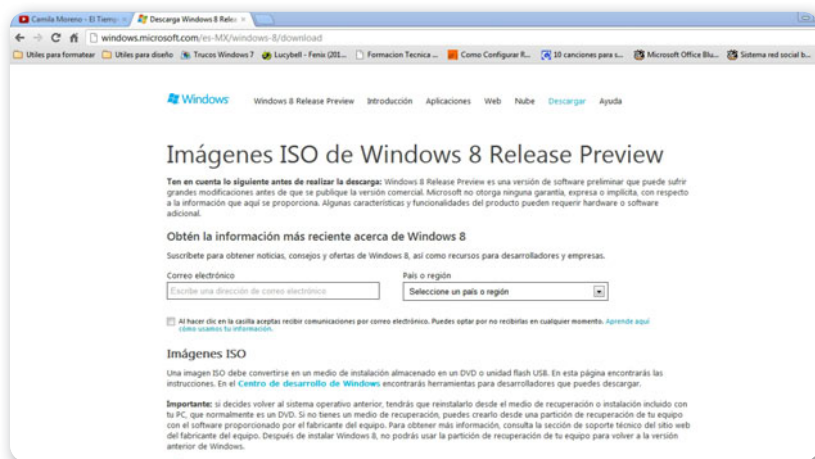 Camila Moreno - El Tiemp
Descarga Windows 8 Relea
windows.microsoft.com/es-MX/windows-8/download
Utiles para formatear Utiles para diseño Trucos Windows 7 Lucybell - Fenix (201... Formacion Tecnica ... Como Configurar R... 10 canciones para s... Microsoft Office Blu... Sistema red social b...
Windows Windows 8 Release Preview Introducción Aplicaciones Web Nube Descargar Ayuda
Imágenes ISO de Windows 8 Release Preview
Ten en cuenta lo siguiente antes de realizar la descarga: Windows 8 Release Preview es una versión de software preliminar que puede sufrir
grandes modificaciones antes de que se publique la versión comercial. Microsoft no otorga ninguna garantía, expresa o implícita, con respecto
a la información que aquí se proporciona. Algunas características y funcionalidades del producto pueden requerir hardware o software
adicional.
Obtén la información más reciente acerca de Windows 8
Suscríbete para obtener noticias, consejos y ofertas de Windows 8, así como recursos para desarrolladores y empresas.
Correo electrónico País o región
Escribe una dirección de correo electrónico Seleccione un país o región
Al hacer clic en la casilla aceptas recibir comunicaciones por correo electrónico. Puedes optar por no recibirlas en cualquier momento. Aprende aquí
cómo usamos tu información.
Imágenes ISO
Una imagen ISO debe convertirse en un medio de instalación almacenado en un DVD o unidad flash USB. En esta página encontrarás las
instrucciones. En el Centro de desarrollo de Windows encontrarás herramientas para desarrolladores que puedes descargar.
Importante: si decides volver al sistema operativo anterior, tendrás que reinstalarlo desde el medio de recuperación o instalación incluido con
tu PC, que normalmente es un DVD. Si no tienes un medio de recuperación, puedes crearlo desde una partición de recuperación de tu equipo
con el software proporcionado por el fabricante del equipo. Para obtener más información, consulta la sección de soporte técnico del sitio web
del fabricante del equipo. Después de instalar Windows 8, no podrás usar la partición de recuperación de tu equipo para volver a la versión
anterior de Windows.